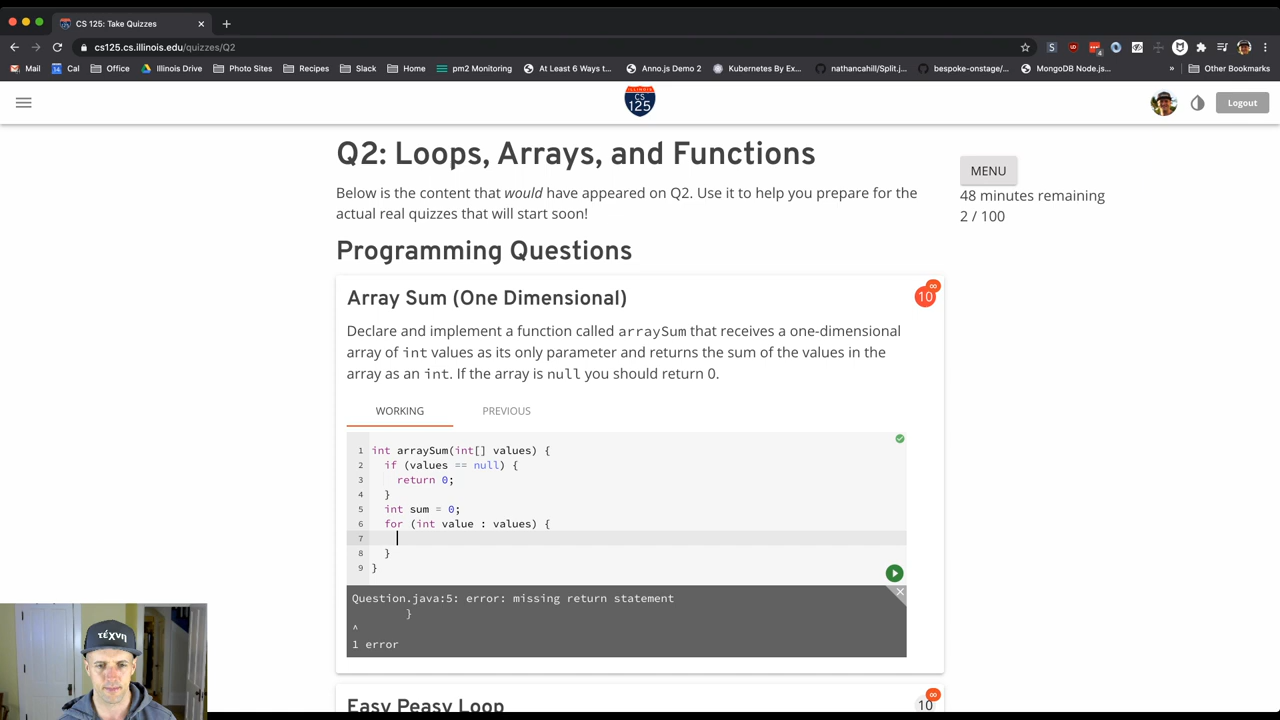 CS 125: Take Quizzes
cs125.cs.illinois.edu/quizzes/Q2
Mail Cal Office Illinois Drive Photo Sites Recipes Slack Home pm2 Monitoring At Least 6 Ways t... Anno.js Demo 2 Kubernetes By Ex... nathancahill/Split.j... bespoke-onstage/... MongoDB Node.js... » Other Bookmarks
ILLINOIS
CS
125
Logout
Q2: Loops, Arrays, and Functions
MENU
48 minutes remaining
2 / 100
Below is the content that would have appeared on Q2. Use it to help you prepare for the
actual real quizzes that will start soon!
Programming Questions
Array Sum (One Dimensional)
10 ∞
Declare and implement a function called arraySum that receives a one-dimensional
array of int values as its only parameter and returns the sum of the values in the
array as an int. If the array is null you should return 0.
WORKING PREVIOUS
1 int arraySum(int[] values) {
2 if (values == null) {
3 return 0;
4 }
5 int sum = 0;
6 for (int value : values) {
7
8 }
9 }
Question.java:5: error: missing return statement
}
^
1 error
Easy Peasy Loop
10 ∞
τέχνη